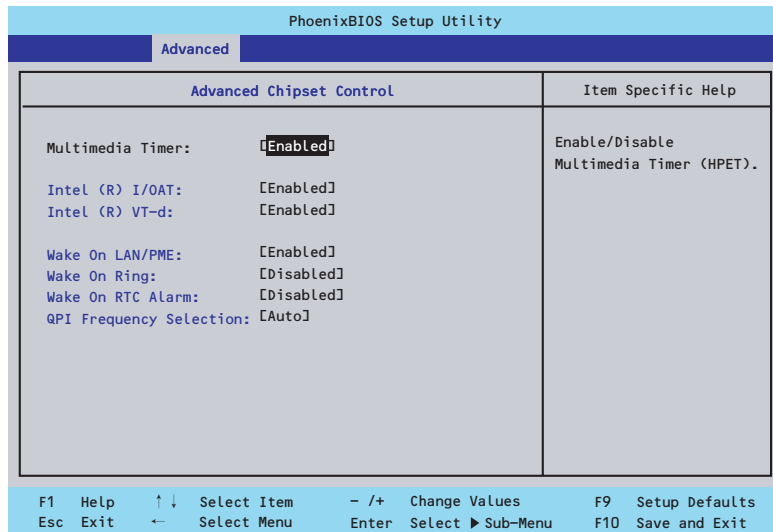 PhoenixBIOS Setup Utility
Advanced
Advanced Chipset Control
Item Specific Help
Multimedia Timer: [Enabled]
Intel (R) I/OAT: [Enabled]
Intel (R) VT-d: [Enabled]
Wake On LAN/PME: [Enabled]
Wake On Ring: [Disabled]
Wake On RTC Alarm: [Disabled]
QPI Frequency Selection: [Auto]
Enable/Disable
Multimedia Timer (HPET).
F1 Help ↑↓ Select Item - /+ Change Values F9 Setup Defaults
Esc Exit ← Select Menu Enter Select ▶ Sub-Menu F10 Save and Exit